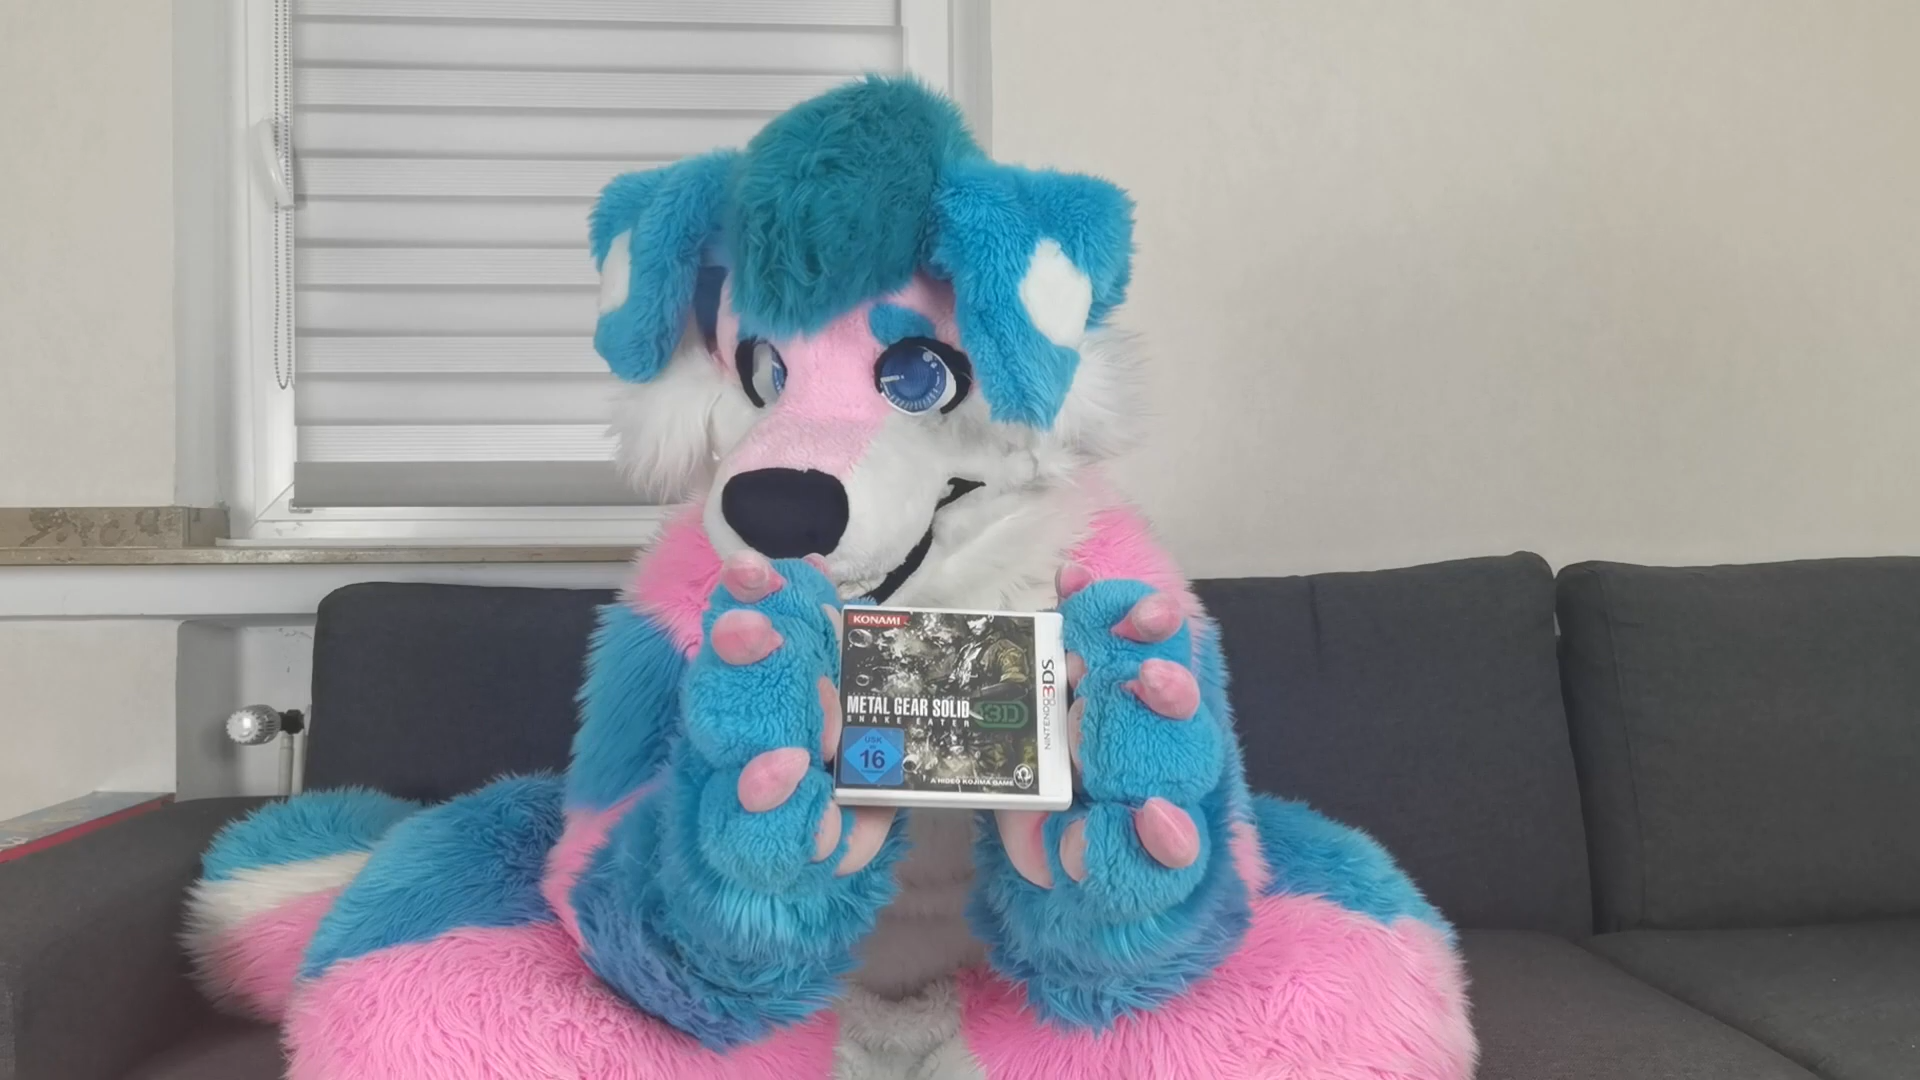 KONAMI
METAL GEAR SOLID
SNAKE EATER
3D
USK
16
A HIDEO KOJIMA GAME
NINTENDO 3DS